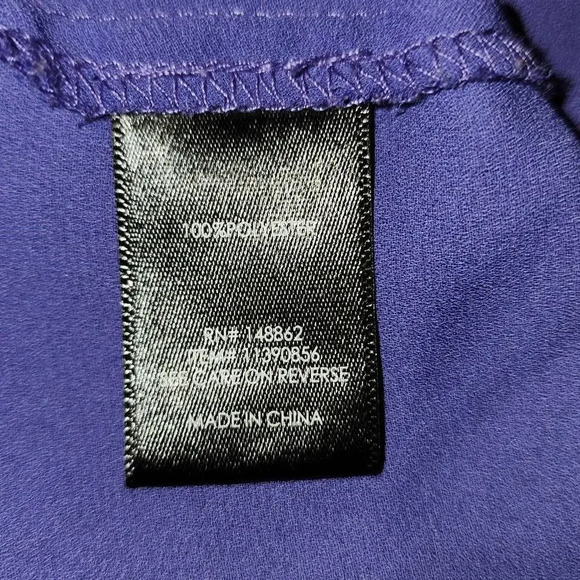 100%POLYESTER
RN# 148862
ITEM# 11390856
SEE CARE ON REVERSE
MADE IN CHINA